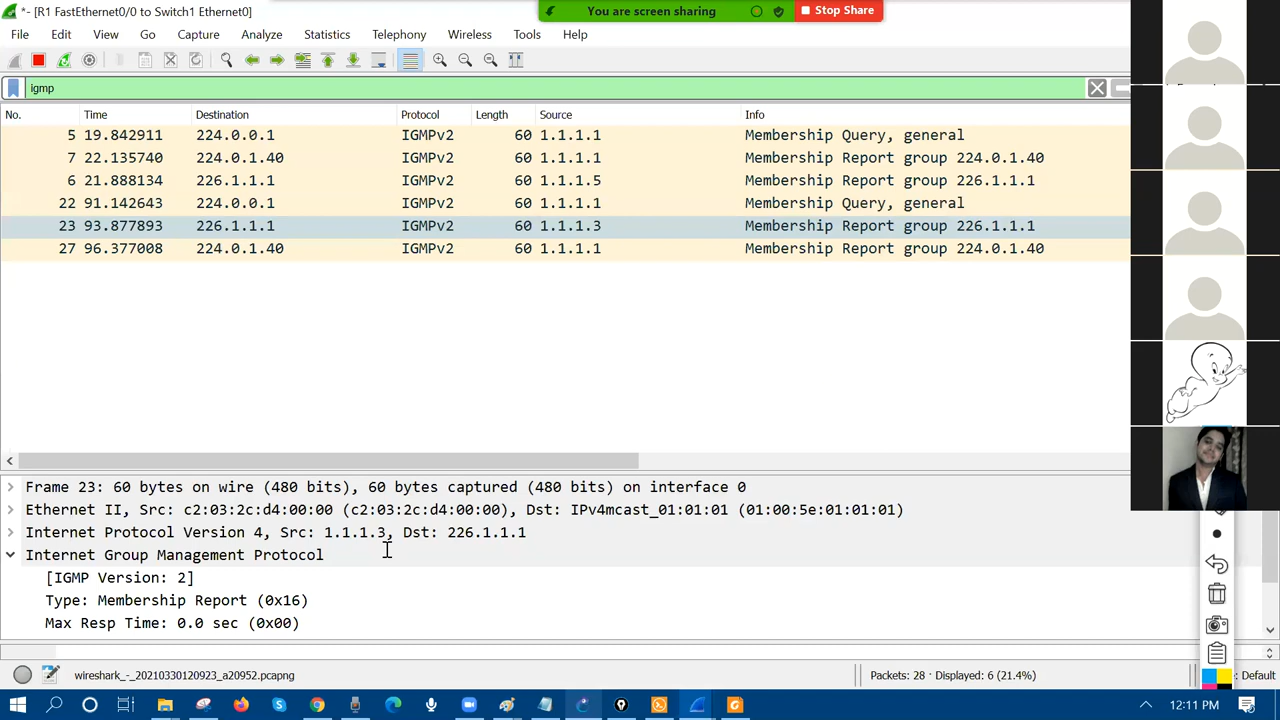 *- [R1 FastEthernet0/0 to Switch1 Ethernet0]
You are screen sharing
Stop Share
File Edit View Go Capture Analyze Statistics Telephony Wireless Tools Help
igmp
No. Time Destination Protocol Length Source Info
5 19.842911 224.0.0.1 IGMPv2 60 1.1.1.1 Membership Query, general
7 22.135740 224.0.1.40 IGMPv2 60 1.1.1.1 Membership Report group 224.0.1.40
6 21.888134 226.1.1.1 IGMPv2 60 1.1.1.5 Membership Report group 226.1.1.1
22 91.142643 224.0.0.1 IGMPv2 60 1.1.1.1 Membership Query, general
23 93.877893 226.1.1.1 IGMPv2 60 1.1.1.3 Membership Report group 226.1.1.1
27 96.377008 224.0.1.40 IGMPv2 60 1.1.1.1 Membership Report group 224.0.1.40
Frame 23: 60 bytes on wire (480 bits), 60 bytes captured (480 bits) on interface 0
Ethernet II, Src: c2:03:2c:d4:00:00 (c2:03:2c:d4:00:00), Dst: IPv4mcast_01:01:01 (01:00:5e:01:01:01)
Internet Protocol Version 4, Src: 1.1.1.3, Dst: 226.1.1.1
Internet Group Management Protocol
[IGMP Version: 2]
Type: Membership Report (0x16)
Max Resp Time: 0.0 sec (0x00)
wireshark_-_20210330120923_a20952.pcapng
Packets: 28 · Displayed: 6 (21.4%)
: Default
12:11 PM